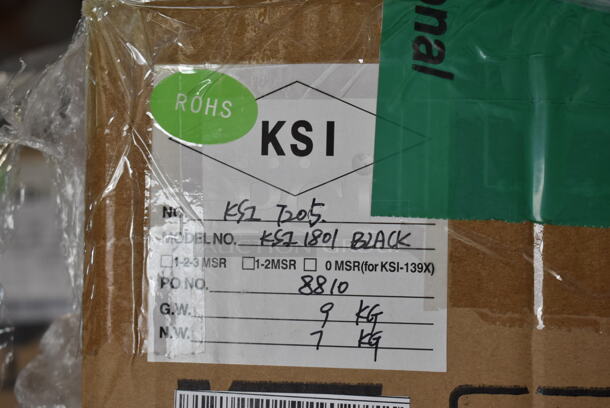 onal
ROHS
KSI
NO. KSI 7205.
MODEL NO. KSI 1801 BLACK
□1-2-3 MSR □1-2MSR □ 0 MSR(for KSI-139X)
PO NO. 8810
G.W. 9 KG
N.W. 7 KG